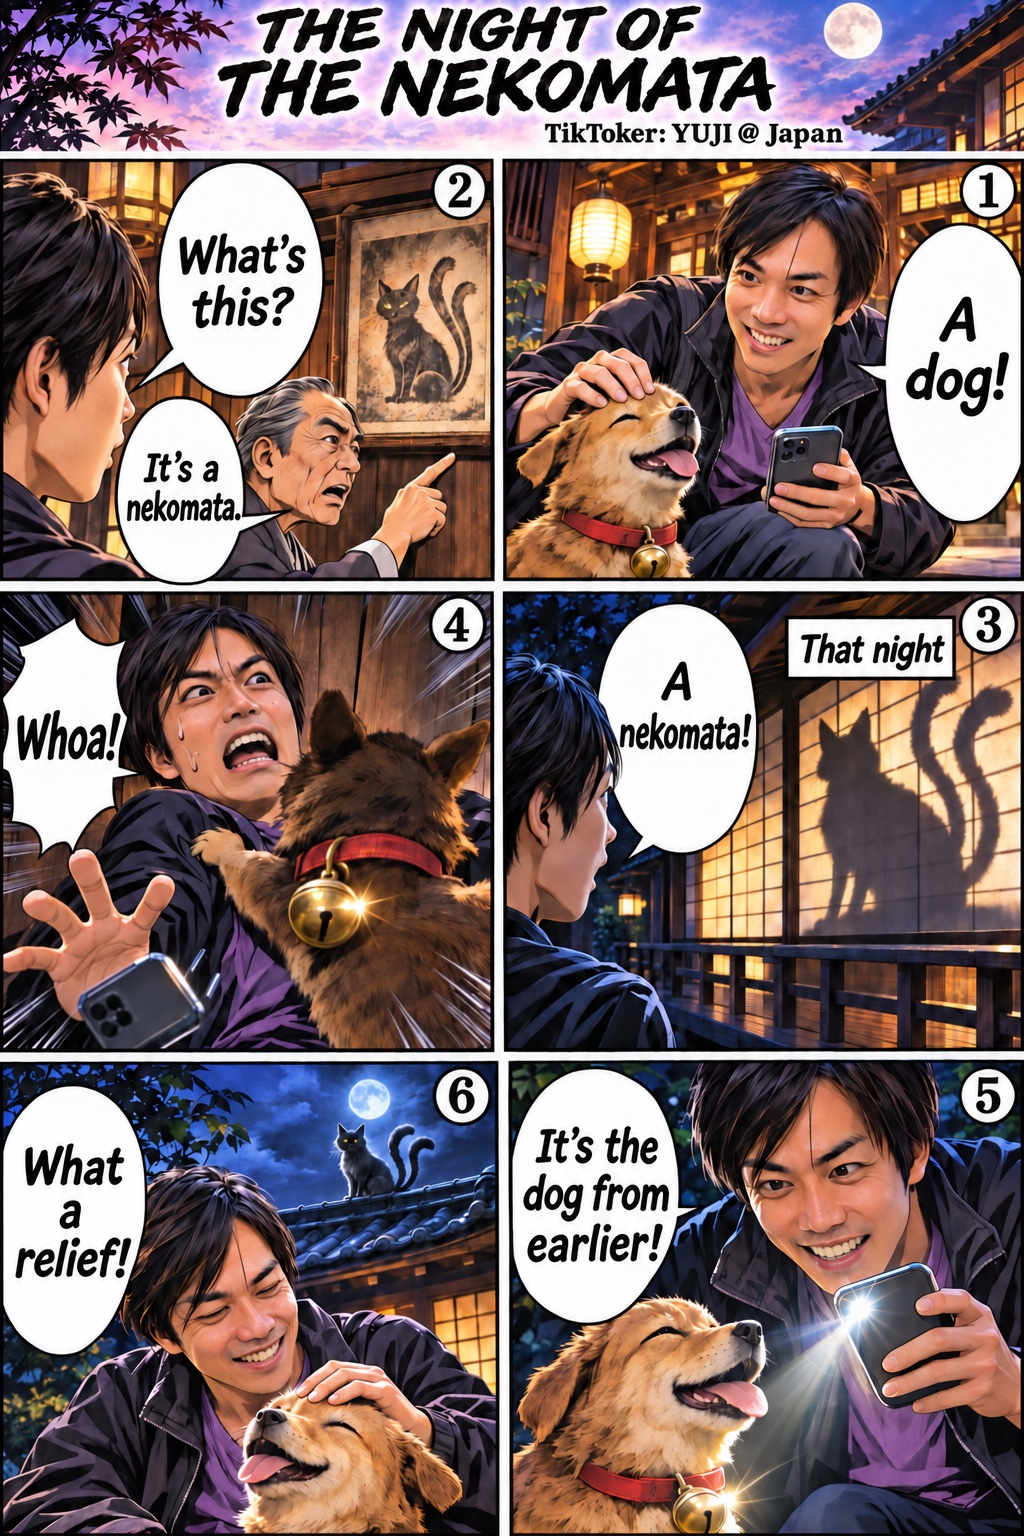 THE NIGHT OF
THE NEKOMATA
TikToker: YUJI @ Japan
1
A
dog!
2
What's
this?
It's a
nekomata.
3
That night
A
nekomata!
4
Whoa!
5
It's the
dog from
earlier!
6
What
a
relief!